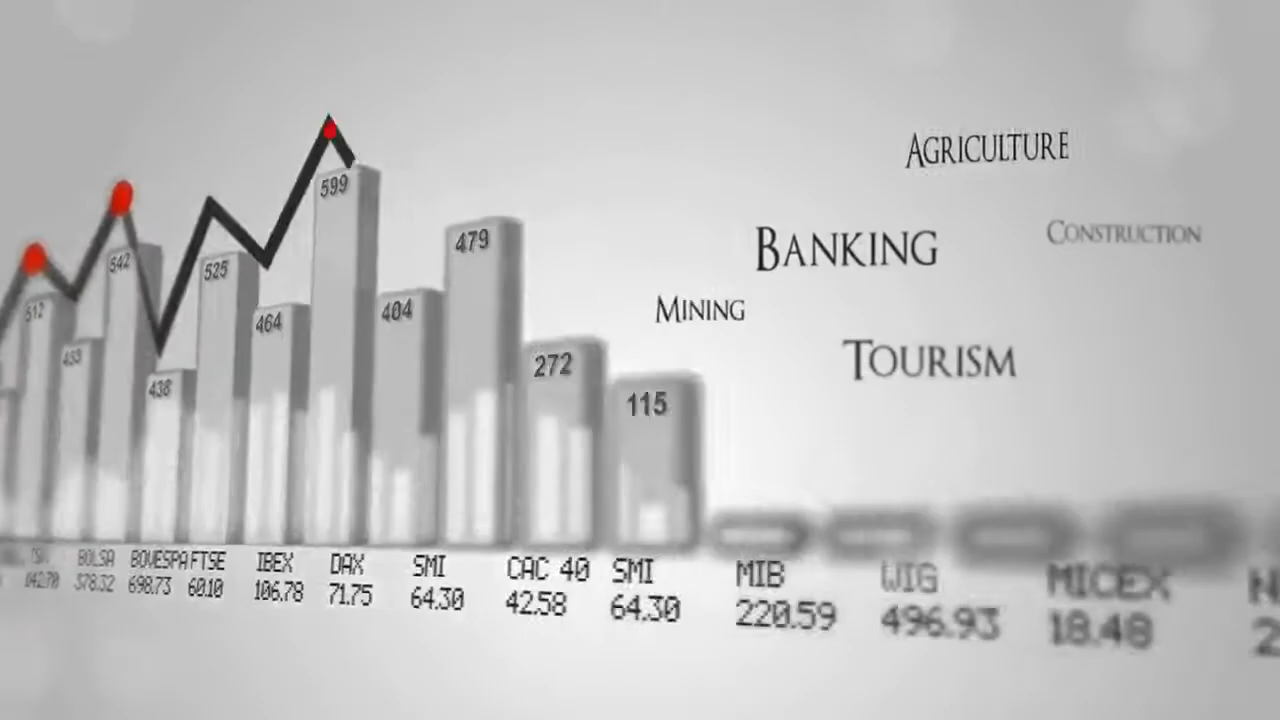 AGRICULTURE
BANKING
CONSTRUCTION
MINING
TOURISM
599
479
542
525
512
464
404
453
438
272
115
BOLSA BOVESPA FTSE IBEX DAX SMI CAC 40 SMI MIB WIG MICEX
378.32 698.73 60.10 106.78 71.75 64.30 42.58 64.30 220.59 496.93 18.48